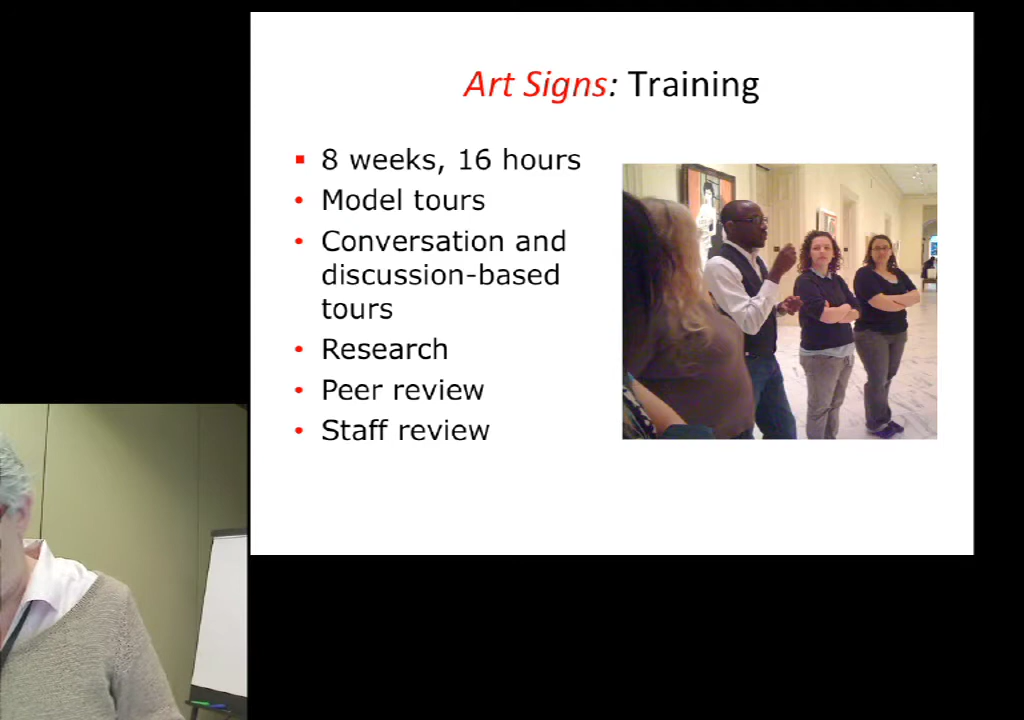 Art Signs: Training
8 weeks, 16 hours
Model tours
Conversation and
discussion-based
tours
Research
Peer review
Staff review